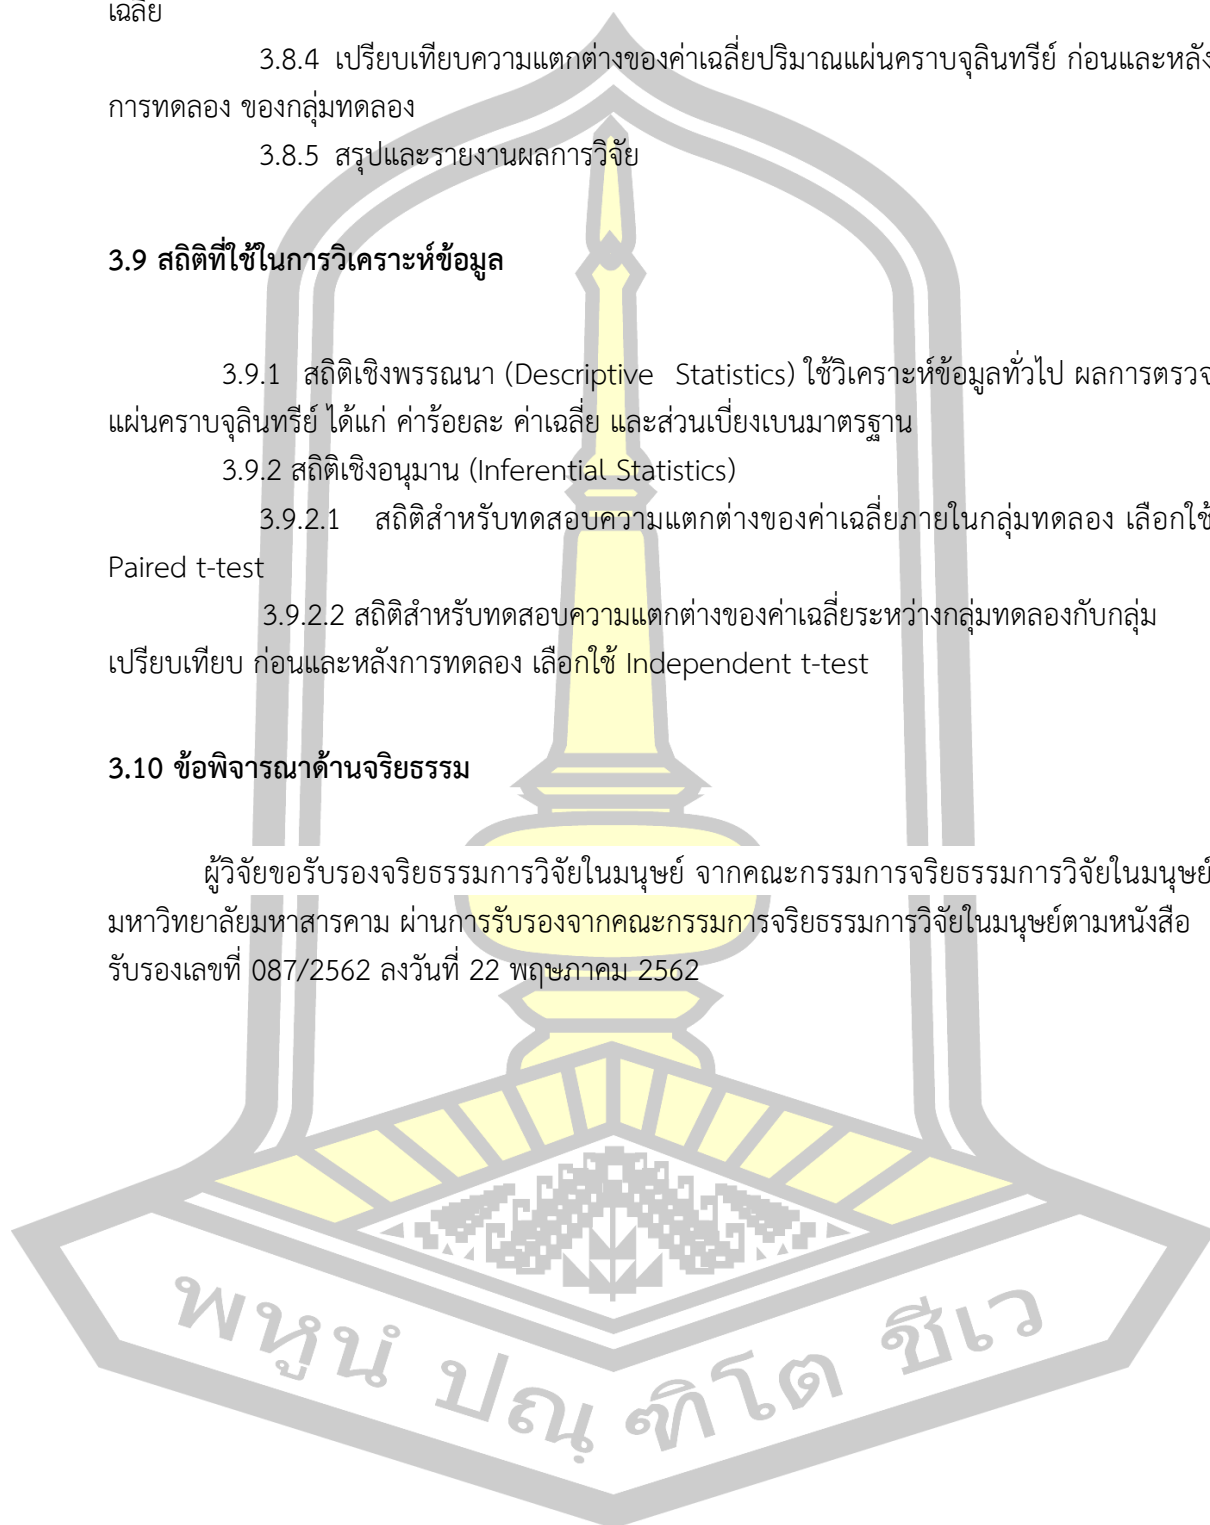 เฉลี่ย
3.8.4 เปรียบเทียบความแตกต่างของค่าเฉลี่ยปริมาณแผ่นคราบจุลินทรีย์ ก่อนและหลัง
การทดลอง ของกลุ่มทดลอง
3.8.5 สรุปและรายงานผลการวิจัย
3.9 สถิติที่ใช้ในการวิเคราะห์ข้อมูล
3.9.1 สถิติเชิงพรรณนา (Descriptive Statistics) ใช้วิเคราะห์ข้อมูลทั่วไป ผลการตรวจ
แผ่นคราบจุลินทรีย์ ได้แก่ ค่าร้อยละ ค่าเฉลี่ย และส่วนเบี่ยงเบนมาตรฐาน
3.9.2 สถิติเชิงอนุมาน (Inferential Statistics)
3.9.2.1 สถิติสำหรับทดสอบความแตกต่างของค่าเฉลี่ยภายในกลุ่มทดลอง เลือกใช้
Paired t-test
3.9.2.2 สถิติสำหรับทดสอบความแตกต่างของค่าเฉลี่ยระหว่างกลุ่มทดลองกับกลุ่ม
เปรียบเทียบ ก่อนและหลังการทดลอง เลือกใช้ Independent t-test
3.10 ข้อพิจารณาด้านจริยธรรม
ผู้วิจัยขอรับรองจริยธรรมการวิจัยในมนุษย์ จากคณะกรรมการจริยธรรมการวิจัยในมนุษย์
มหาวิทยาลัยมหาสารคาม ผ่านการรับรองจากคณะกรรมการจริยธรรมการวิจัยในมนุษย์ตามหนังสือ
รับรองเลขที่ 087/2562 ลงวันที่ 22 พฤษภาคม 2562
พหูนํ ปณฺฑิโต ชีเว